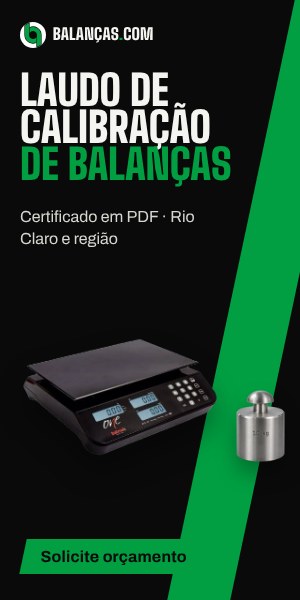 BALANÇAS.COM
LAUDO DE
CALIBRAÇÃO
DE BALANÇAS
Certificado em PDF · Rio
Claro e região
Solicite orçamento